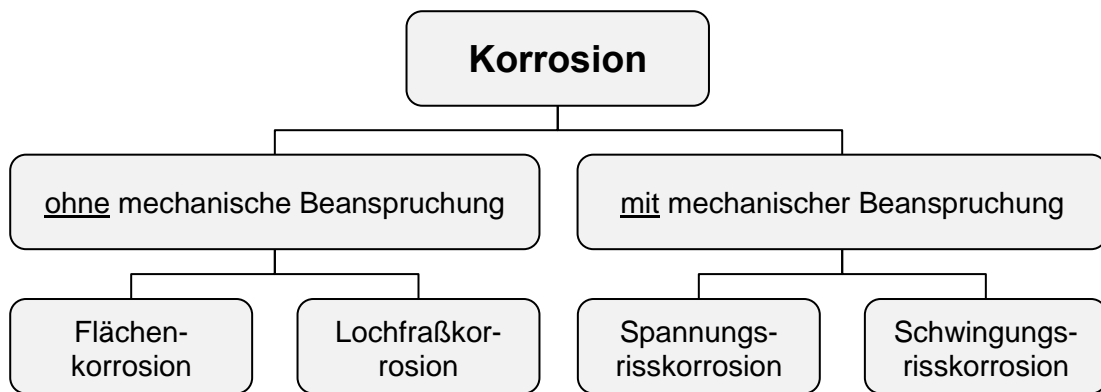 Korrosion
ohne mechanische Beanspruchung
mit mechanischer Beanspruchung
Flächen-
korrosion
Lochfraßkor-
rosion
Spannungs-
risskorrosion
Schwingungs-
risskorrosion